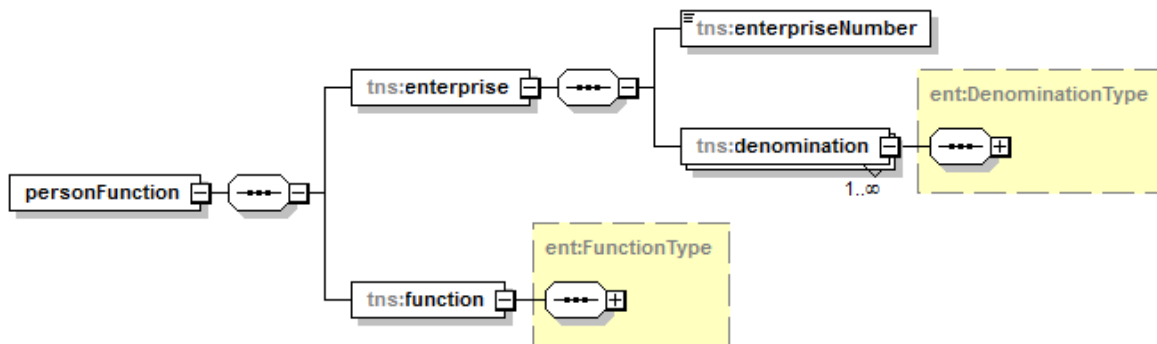 tns:enterpriseNumber
tns:enterprise
ent:DenominationType
tns:denomination
1..∞
personFunction
ent:FunctionType
tns:function